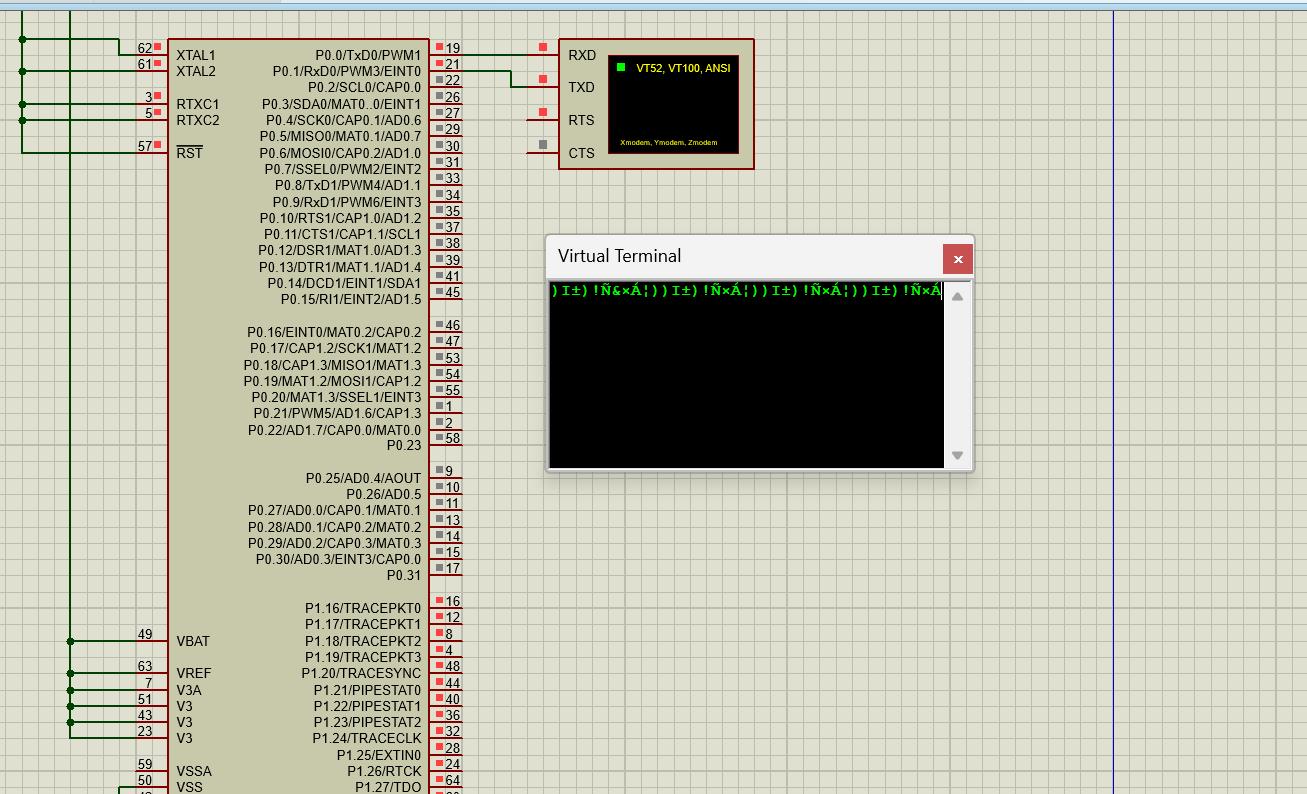 62 XTAL1
61 XTAL2
3 RTXC1
5 RTXC2
57 RST
49 VBAT
63 VREF
7 V3A
51 V3
43 V3
23 V3
59 VSSA
50 VSS
P0.0/TxD0/PWM1 19
P0.1/RxD0/PWM3/EINT0 21
P0.2/SCL0/CAP0.0 22
P0.3/SDA0/MAT0..0/EINT1 26
P0.4/SCK0/CAP0.1/AD0.6 27
P0.5/MISO0/MAT0.1/AD0.7 29
P0.6/MOSI0/CAP0.2/AD1.0 30
P0.7/SSEL0/PWM2/EINT2 31
P0.8/TxD1/PWM4/AD1.1 33
P0.9/RxD1/PWM6/EINT3 34
P0.10/RTS1/CAP1.0/AD1.2 35
P0.11/CTS1/CAP1.1/SCL1 37
P0.12/DSR1/MAT1.0/AD1.3 38
P0.13/DTR1/MAT1.1/AD1.4 39
P0.14/DCD1/EINT1/SDA1 41
P0.15/RI1/EINT2/AD1.5 45
P0.16/EINT0/MAT0.2/CAP0.2 46
P0.17/CAP1.2/SCK1/MAT1.2 47
P0.18/CAP1.3/MISO1/MAT1.3 53
P0.19/MAT1.2/MOSI1/CAP1.2 54
P0.20/MAT1.3/SSEL1/EINT3 55
P0.21/PWM5/AD1.6/CAP1.3 1
P0.22/AD1.7/CAP0.0/MAT0.0 2
P0.23 58
P0.25/AD0.4/AOUT 9
P0.26/AD0.5 10
P0.27/AD0.0/CAP0.1/MAT0.1 11
P0.28/AD0.1/CAP0.2/MAT0.2 13
P0.29/AD0.2/CAP0.3/MAT0.3 14
P0.30/AD0.3/EINT3/CAP0.0 15
P0.31 17
P1.16/TRACEPKT0 16
P1.17/TRACEPKT1 12
P1.18/TRACEPKT2 8
P1.19/TRACEPKT3 4
P1.20/TRACESYNC 48
P1.21/PIPESTAT0 44
P1.22/PIPESTAT1 40
P1.23/PIPESTAT2 36
P1.24/TRACECLK 32
P1.25/EXTIN0 28
P1.26/RTCK 24
P1.27/TDO 64
RXD
TXD
RTS
CTS
VT52, VT100, ANSI
Xmodem, Ymodem, Zmodem
Virtual Terminal
)I±)!Ñ&×Á¦))I±)!Ñ×Á¦))I±)!Ñ×Á¦))I±)!Ñ×Á